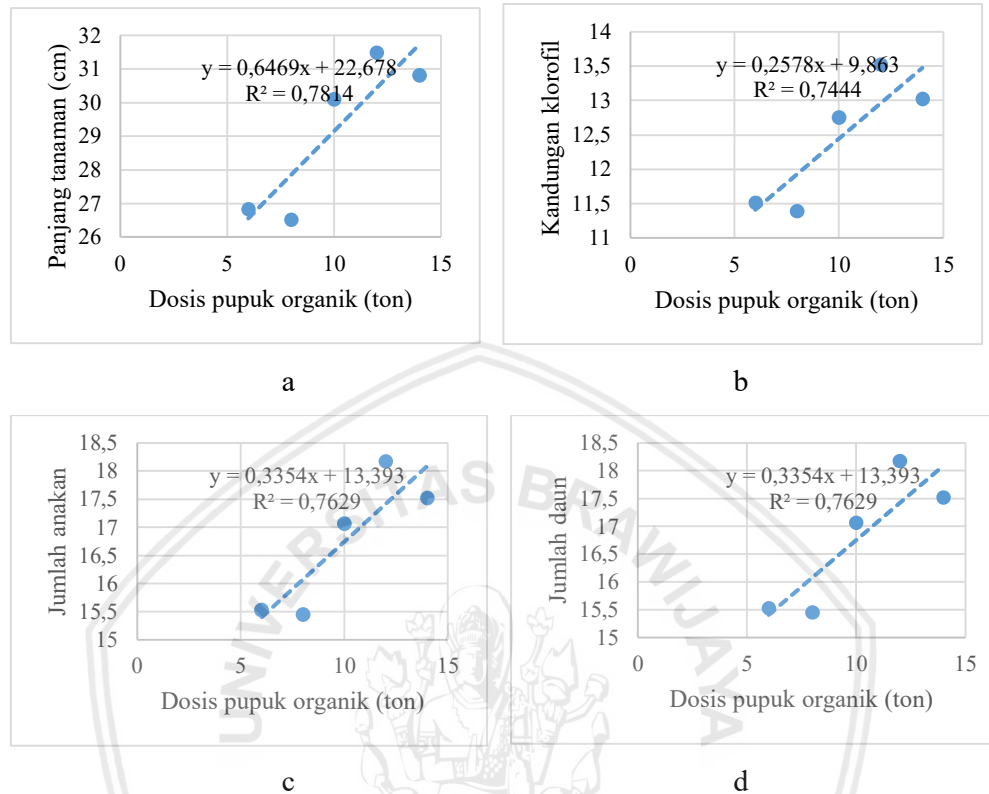 Panjang tanaman (cm)
32
31
30
29
28
27
26
y = 0,6469x + 22,678
R² = 0,7814
0 5 10 15
Dosis pupuk organik (ton)
a
Kandungan klorofil
13,5
13
12,5
12
11,5
11
y = 0,2578x + 9,863
R² = 0,7444
0 5 10 15
Dosis pupuk organik (ton)
b
Jumlah anakan
18,5
18
17,5
17
16,5
16
15,5
15
y = 0,3354x + 13,393
R² = 0,7629
0 5 10 15
Dosis pupuk organik (ton)
c
Jumlah daun
18,5
18
17,5
17
16,5
16
15,5
15
y = 0,3354x + 13,393
R² = 0,7629
0 5 10 15
Dosis pupuk organik (ton)
d
UNIVERSITAS BRAWIJAYA